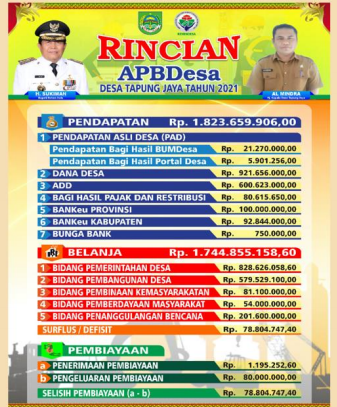 RINCIAN
APBDesa
DESA TAPUNG JAYA TAHUN 2021
H. SUKIMAN
AL MINDRA
PENDAPATAN Rp. 1.823.659.906,00
1 PENDAPATAN ASLI DESA (PAD)
Pendapatan Bagi Hasil BUMDesa Rp. 21.270.000,00
Pendapatan Bagi Hasil Portal Desa Rp. 5.901.256,00
2 DANA DESA Rp. 921.656.000,00
3 ADD Rp. 600.623.000,00
4 BAGI HASIL PAJAK DAN RESTRIBUSI Rp. 80.615.650,00
5 BANKeu PROVINSI Rp. 100.000.000,00
6 BANKeu KABUPATEN Rp. 92.844.000,00
7 BUNGA BANK Rp. 750.000,00
BELANJA Rp. 1.744.855.158,60
1 BIDANG PEMERINTAHAN DESA Rp. 828.626.058,60
2 BIDANG PEMBANGUNAN DESA Rp. 579.529.100,00
3 BIDANG PEMBINAAN KEMASYARAKATAN Rp. 81.100.000,00
4 BIDANG PEMBERDAYAAN MASYARAKAT Rp. 54.000.000,00
5 BIDANG PENANGGULANGAN BENCANA Rp. 201.600.000,00
SURFLUS / DEFISIT Rp. 78.804.747,40
PEMBIAYAAN
a PENERIMAAN PEMBIAYAAN Rp. 1.195.252,60
b PENGELUARAN PEMBIAYAAN Rp. 80.000.000,00
SELISIH PEMBIAYAAN (a - b) Rp. 78.804.747,40